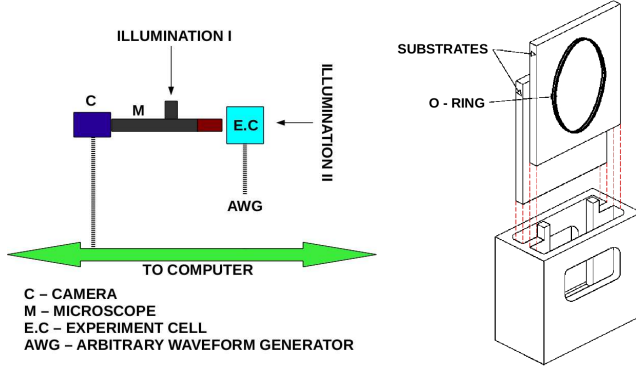 ILLUMINATION I
C
M
E.C
ILLUMINATION II
AWG
TO COMPUTER
C – CAMERA
M – MICROSCOPE
E.C – EXPERIMENT CELL
AWG – ARBITRARY WAVEFORM GENERATOR
SUBSTRATES
O - RING